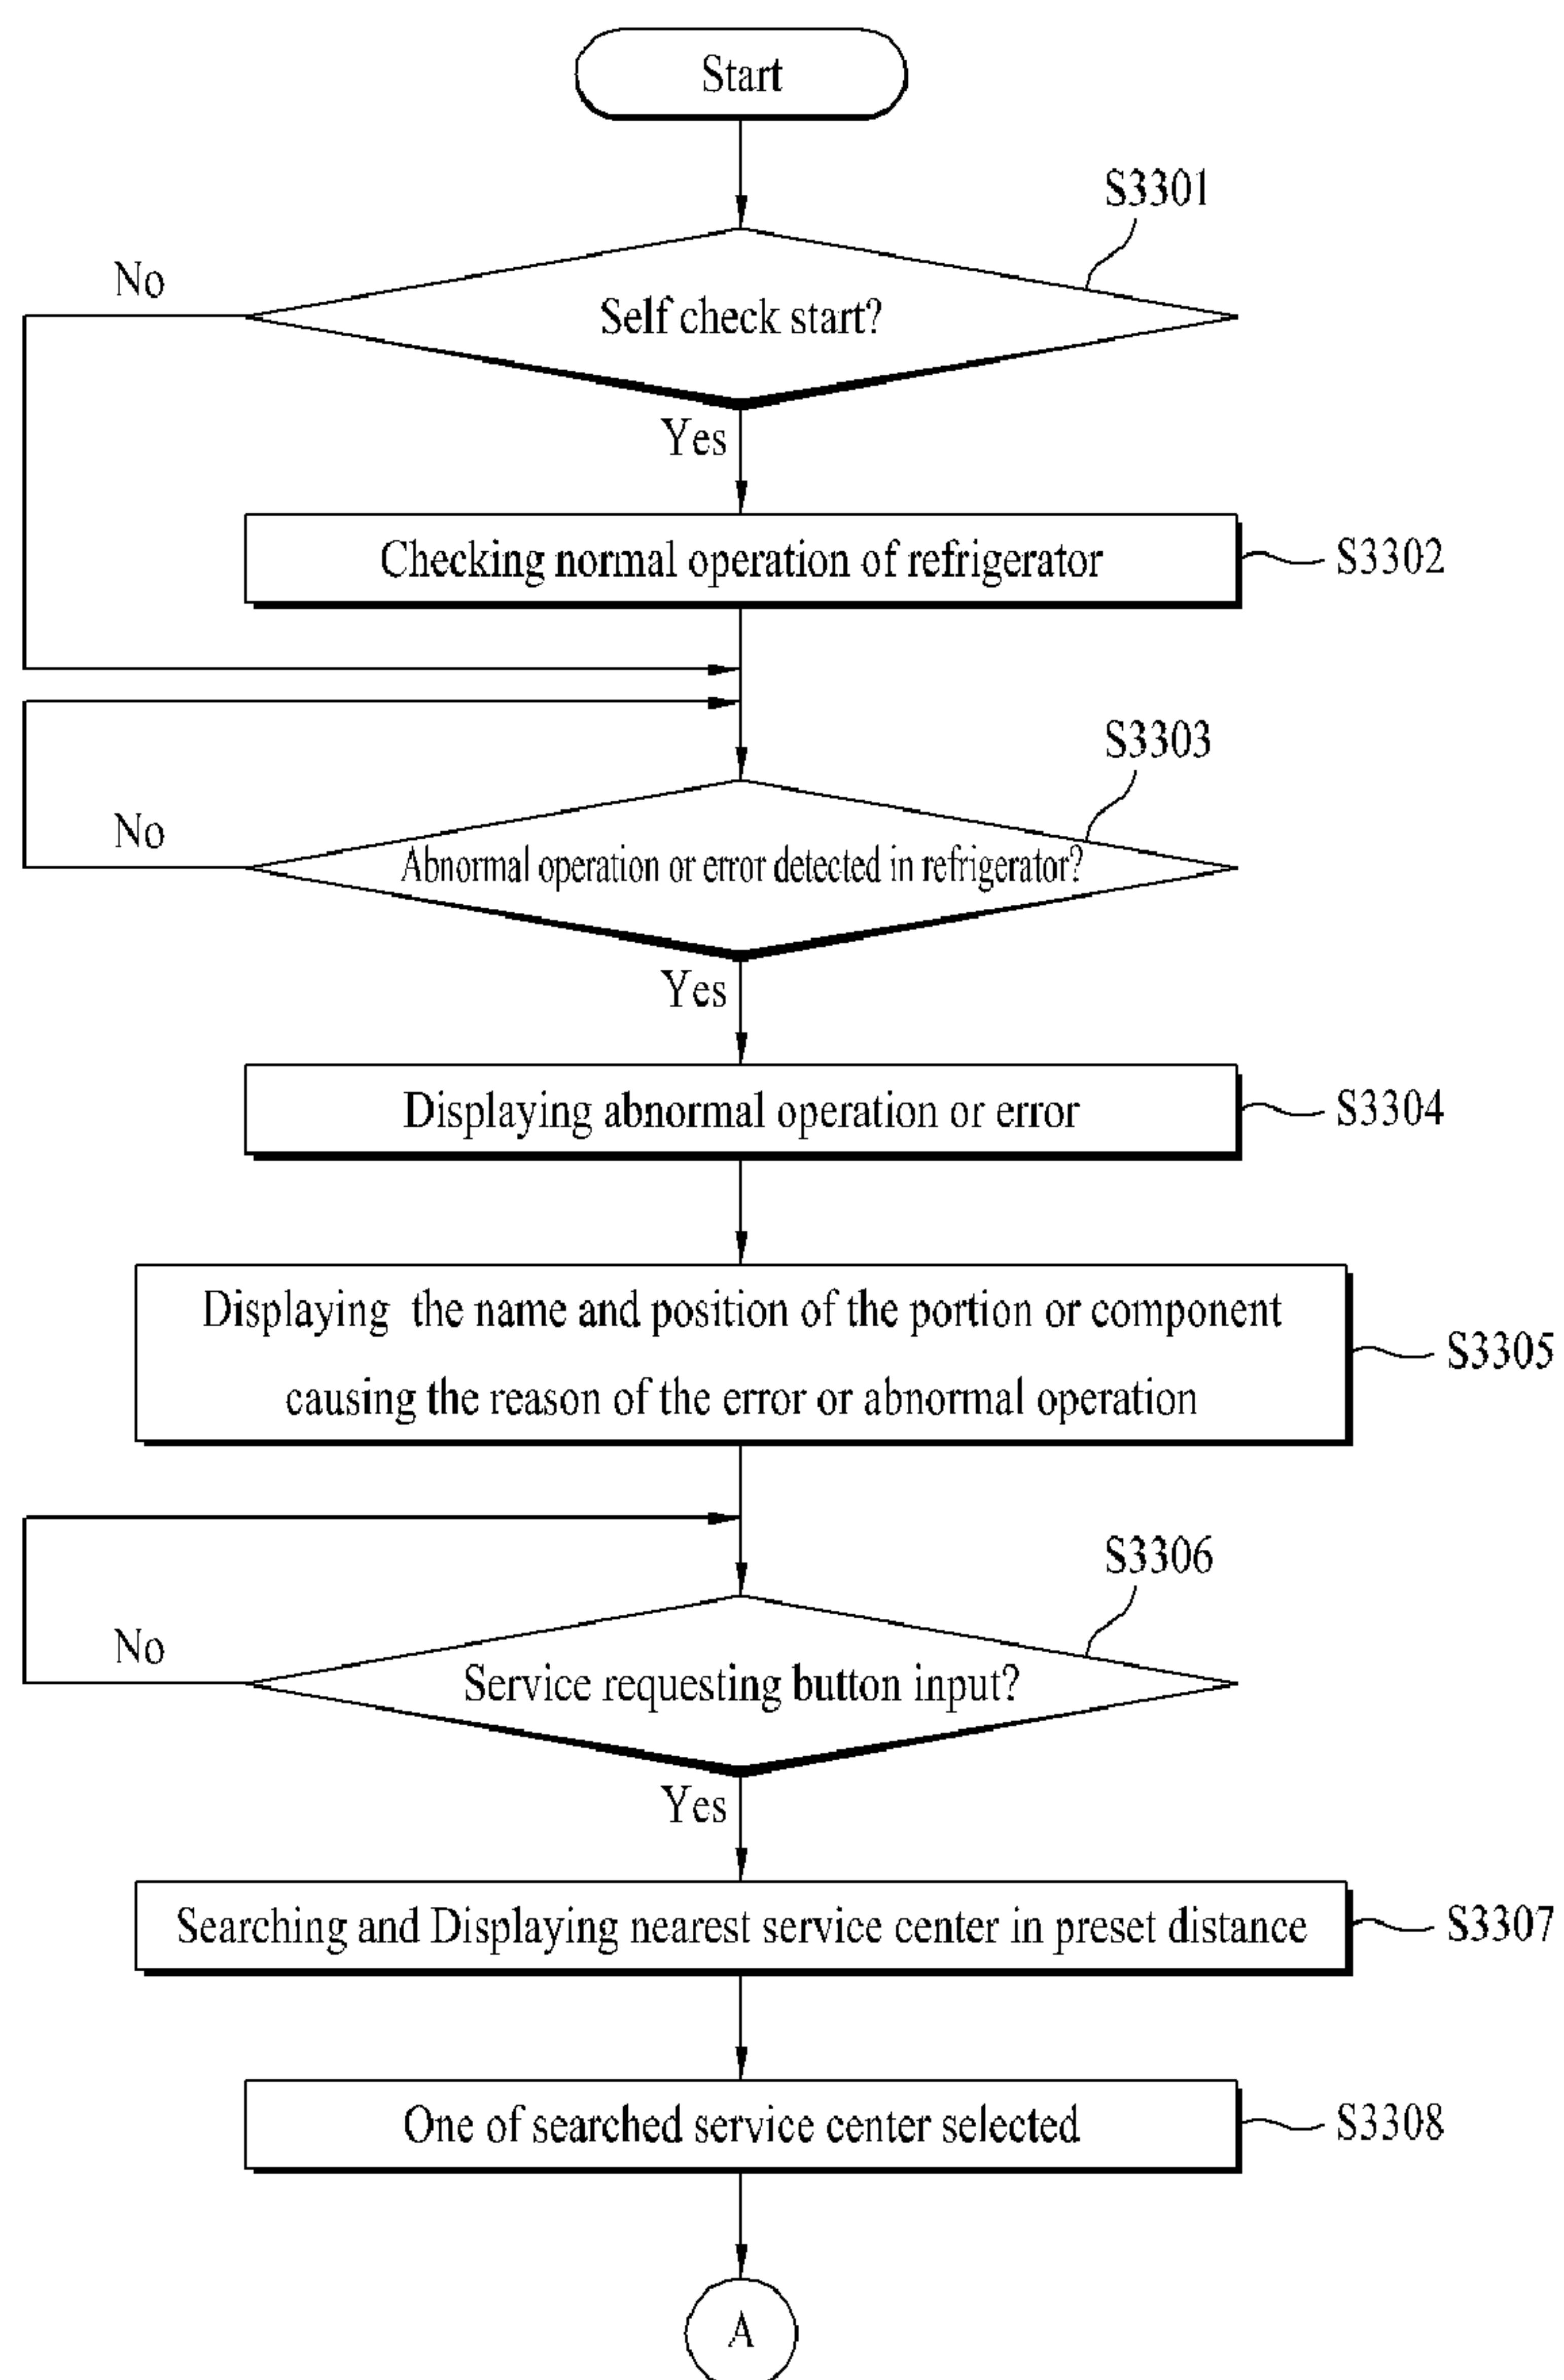 Start
S3301
No
Self check start?
Yes
Checking normal operation of refrigerator
S3302
S3303
No
Abnormal operation or error detected in refrigerator?
Yes
Displaying abnormal operation or error
S3304
Displaying the name and position of the portion or component
causing the reason of the error or abnormal operation
S3305
S3306
No
Service requesting button input?
Yes
Searching and Displaying nearest service center in preset distance
S3307
One of searched service center selected
S3308
A